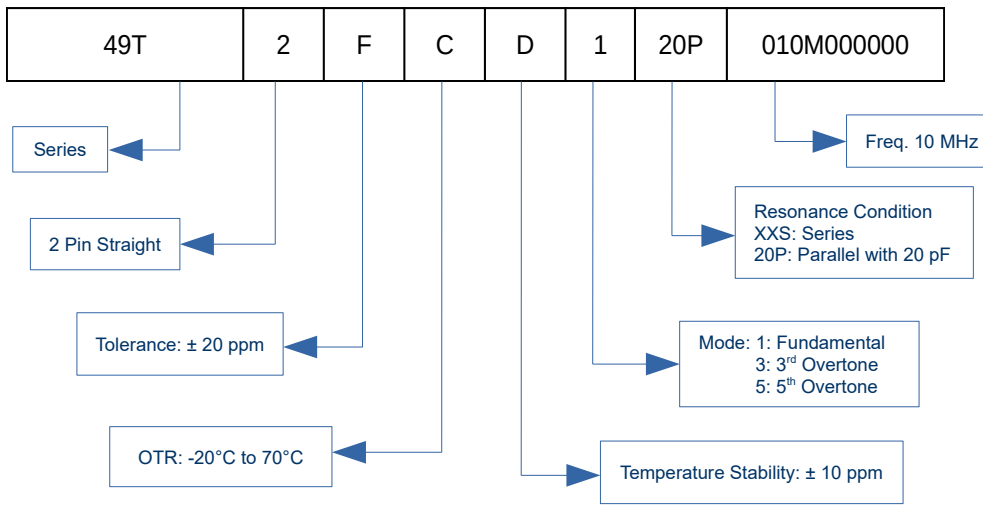 49T 2 F C D 1 20P 010M000000
Series
Freq. 10 MHz
Resonance Condition
XXS: Series
20P: Parallel with 20 pF
2 Pin Straight
Tolerance: ± 20 ppm
Mode: 1: Fundamental
3: 3rd Overtone
5: 5th Overtone
OTR: -20°C to 70°C
Temperature Stability: ± 10 ppm